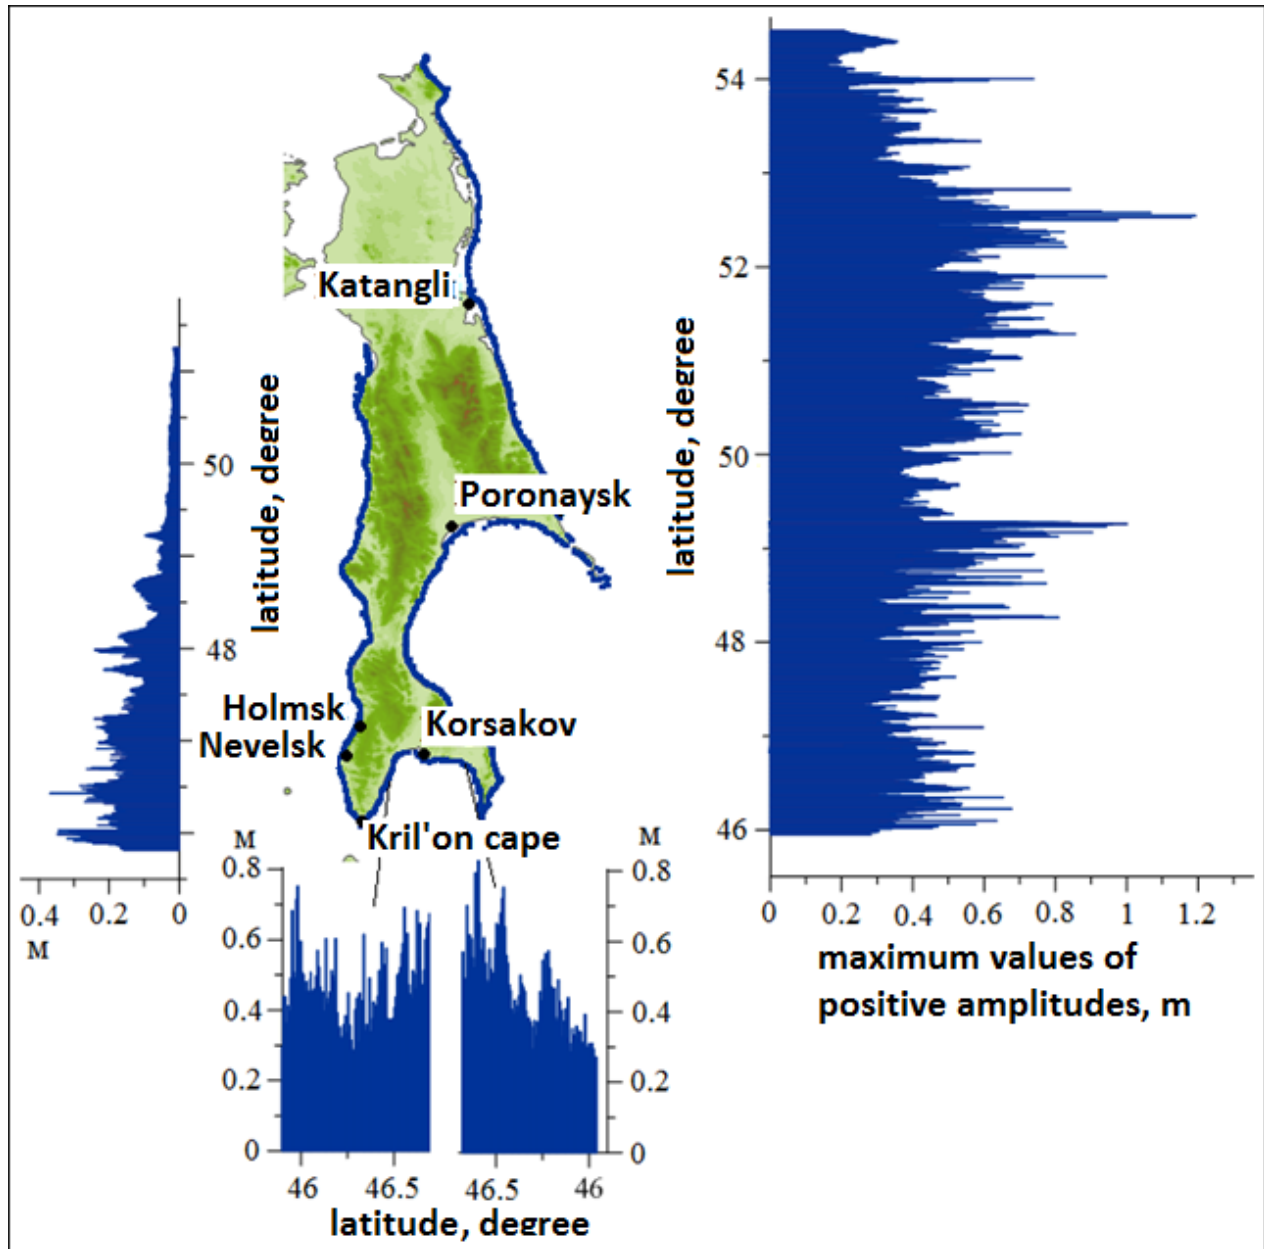 54
52
50
48
46
0
0.2
0.4
0.6
0.8
1
1.2
latitude, degree
maximum values of
positive amplitudes, m
Katangli
Poronaysk
Holmsk
Nevelsk
Korsakov
Kril'on cape
50
48
latitude, degree
0.4
0.2
0
M
M
0.8
0.6
0.4
0.2
0
M
0.8
0.6
0.4
0.2
0
46
46.5
46.5
46
latitude, degree